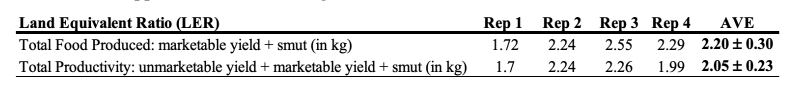 Land Equivalent Ratio (LER) Rep 1 Rep 2 Rep 3 Rep 4 AVE
Total Food Produced: marketable yield + smut (in kg) 1.72 2.24 2.55 2.29 2.20 ± 0.30
Total Productivity: unmarketable yield + marketable yield + smut (in kg) 1.7 2.24 2.26 1.99 2.05 ± 0.23